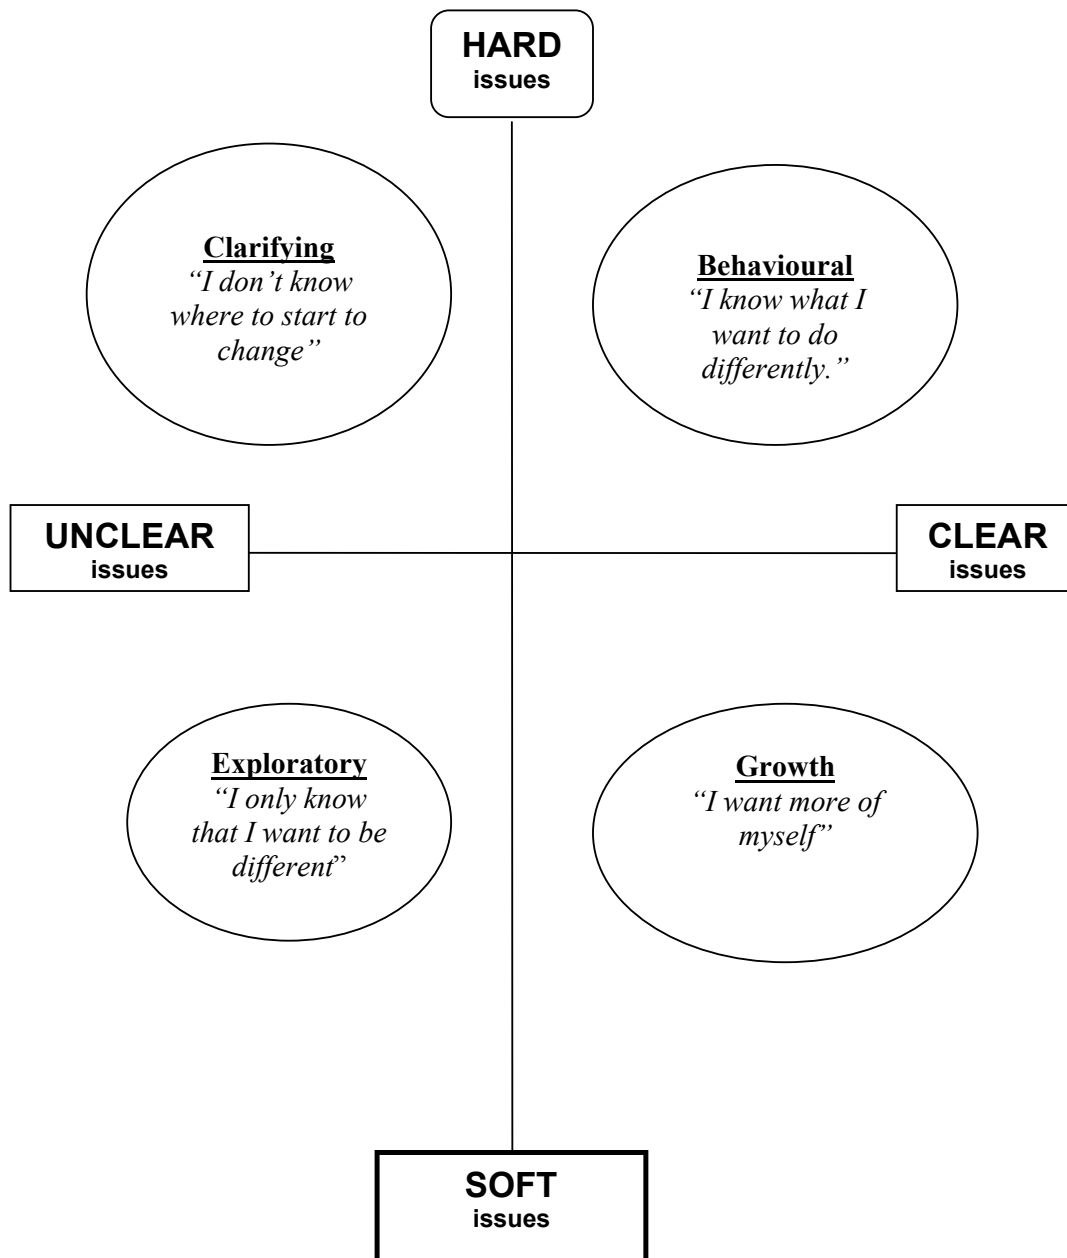 HARD
issues
Clarifying
“I don’t know
where to start to
change”
Behavioural
“I know what I
want to do
differently.”
UNCLEAR
issues
CLEAR
issues
Exploratory
“I only know
that I want to be
different”
Growth
“I want more of
myself”
SOFT
issues